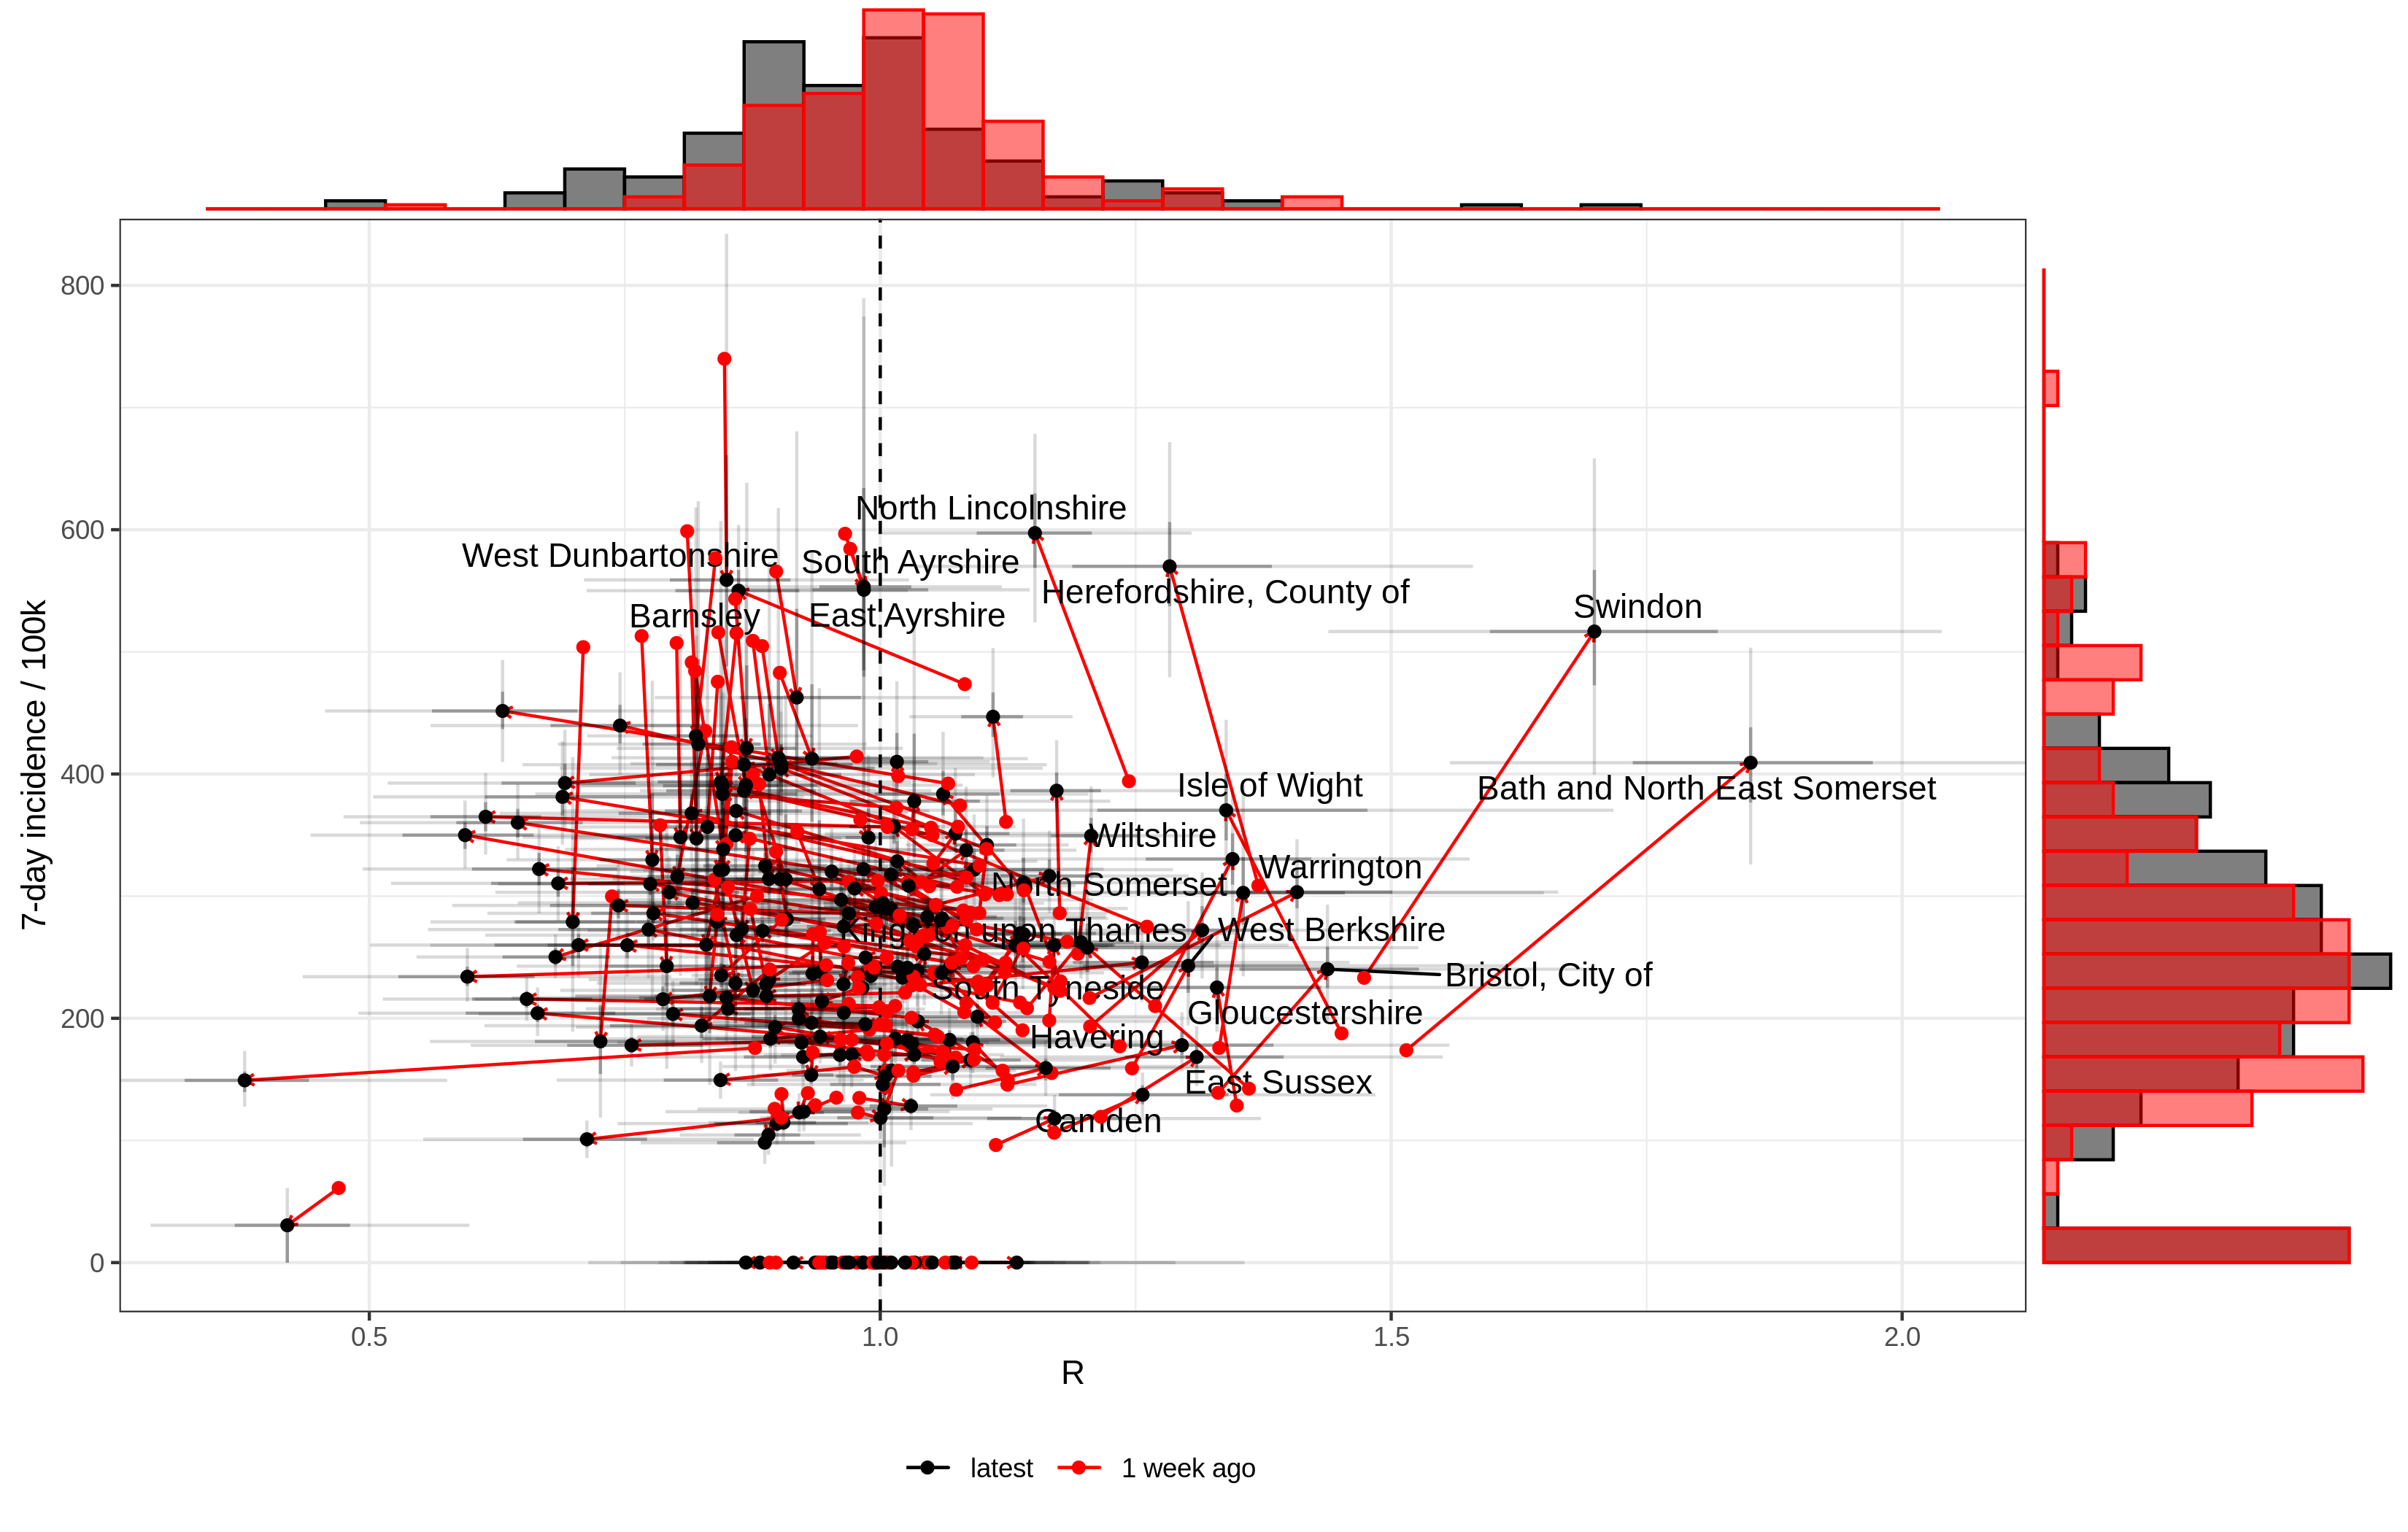 800
600
400
200
0
7-day incidence / 100k
North Lincolnshire
West Dunbartonshire
South Ayrshire
Herefordshire, County of
Barnsley
East Ayrshire
Swindon
Isle of Wight
Bath and North East Somerset
Wiltshire
Warrington
North Somerset
Kingston upon Thames
West Berkshire
Bristol, City of
South Tyneside
Gloucestershire
Havering
East Sussex
Camden
0.5
1.0
1.5
2.0
R
latest
1 week ago